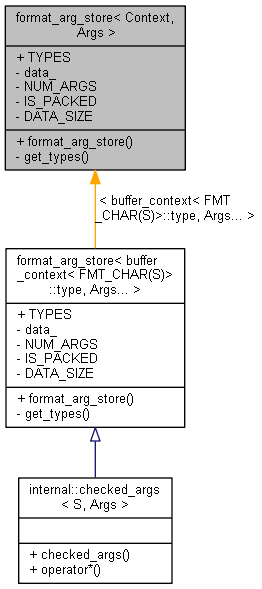 format_arg_store< Context,
Args >
+ TYPES
- data_
- NUM_ARGS
- IS_PACKED
- DATA_SIZE
+ format_arg_store()
- get_types()
< buffer_context< FMT
_CHAR(S)>::type, Args... >
format_arg_store< buffer
_context< FMT_CHAR(S)>
::type, Args... >
+ TYPES
- data_
- NUM_ARGS
- IS_PACKED
- DATA_SIZE
+ format_arg_store()
- get_types()
internal::checked_args
< S, Args >
+ checked_args()
+ operator*()